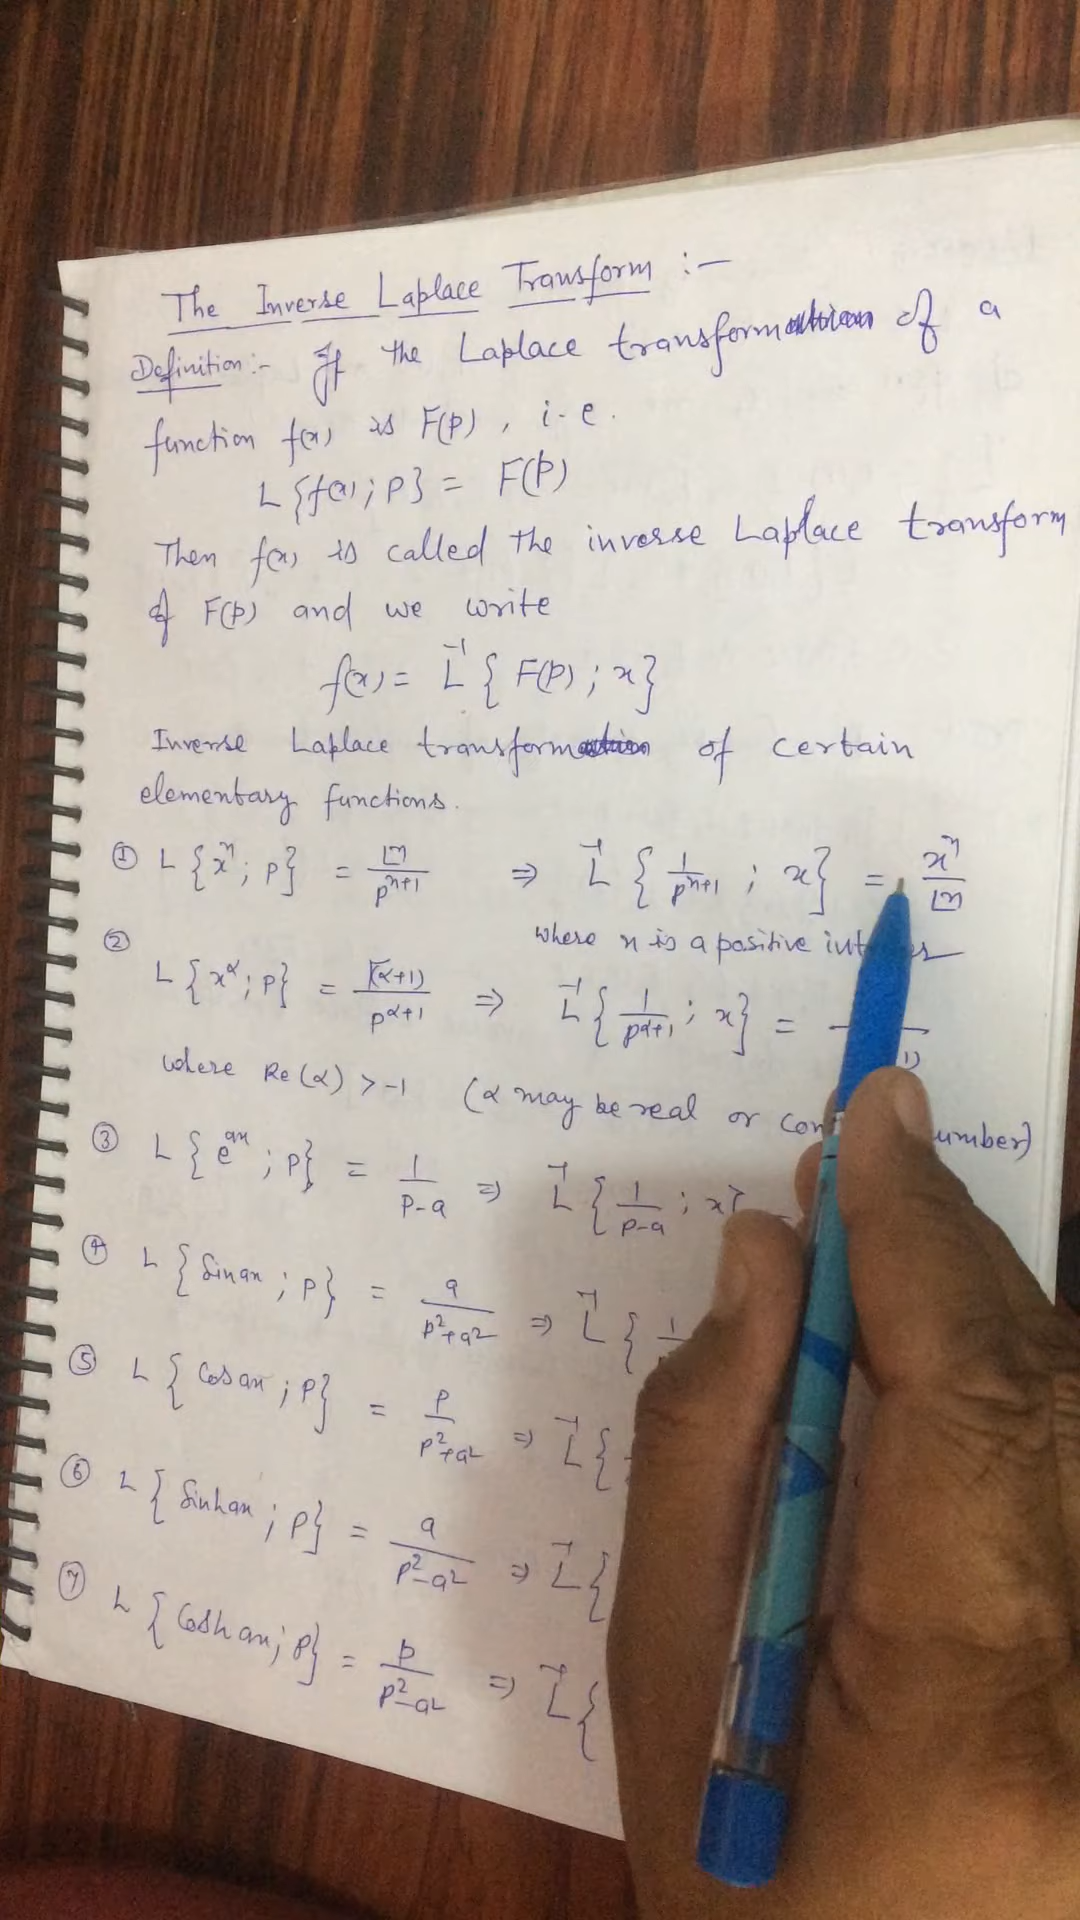 The Inverse Laplace Transform :-
Definition:- If the Laplace transform of a
function f(x) is F(p), i.e.
L{f(x); p} = F(p)
Then f(x) is called the inverse Laplace transform
of F(p) and we write
f(x) = L⁻¹ { F(p) ; x}
Inverse Laplace transform of certain
elementary functions.
① L {xⁿ; p} = |n / pⁿ⁺¹ ⇒ L⁻¹ { 1/pⁿ⁺¹ ; x} = xⁿ / |n
where n is a positive
② L {x^α; p} = Γ(α+1) / p^(α+1) ⇒ L⁻¹ { 1/p^(α+1) ; x} =
where Re(α) > -1 (α may be real or
③ L {e^(ax) ; p} = 1/(p-a) ⇒ L⁻¹ { 1/(p-a) ; x}
④ L {Sin ax ; p} = a/(p²+a²) ⇒ L⁻¹ { 1
⑤ L {Cos ax ; p} = p/(p²+a²) ⇒ L⁻¹ {
⑥ L {Sinh ax ; p} = a/(p²-a²) ⇒ L⁻¹ {
⑦ L {Cosh ax ; p} = p/(p²-a²) ⇒ L⁻¹ {